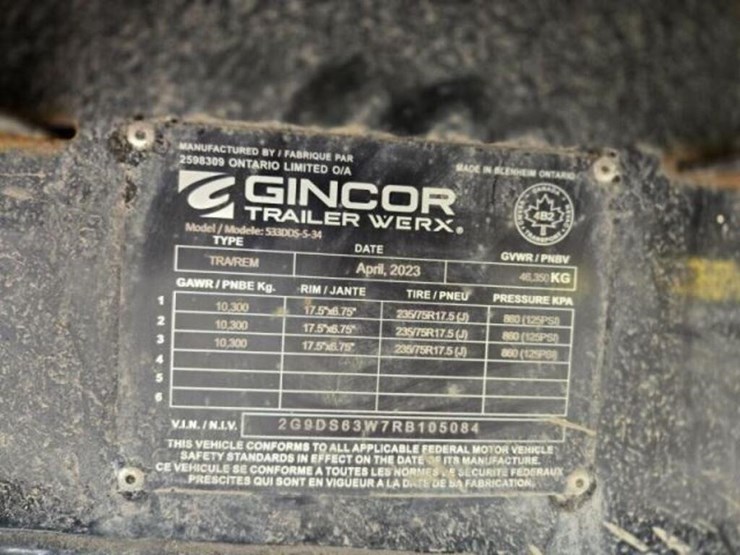 MANUFACTURED BY / FABRIQUE PAR
2598309 ONTARIO LIMITED O/A
MADE IN BLENHEIM ONTARIO
GINCOR
TRAILER WERX®
CANADA
4B2
TRANSPORT
Model / Modele: 533DDS-5-34
TYPE DATE GVWR / PNBV
TRA/REM April, 2023 46,350 KG
GAWR / PNBE Kg. RIM / JANTE TIRE / PNEU PRESSURE KPA
1 10,300 17.5"x6.75" 235/75R17.5 (J) 860 (125PSI)
2 10,300 17.5"x6.75" 235/75R17.5 (J) 860 (125PSI)
3 10,300 17.5"x6.75" 235/75R17.5 (J) 860 (125PSI)
4
5
6
V.I.N. / N.I.V. 2G9DS63W7RB105084
THIS VEHICLE CONFORMS TO ALL APPLICABLE FEDERAL MOTOR VEHICLE
SAFETY STANDARDS IN EFFECT ON THE DATE OF ITS MANUFACTURE.
CE VEHICULE SE CONFORME A TOUTES LES NORMES DE SECURITE FEDERAUX
PRESCITES QUI SONT EN VIGUEUR A LA DATE DE SA FABRICATION.